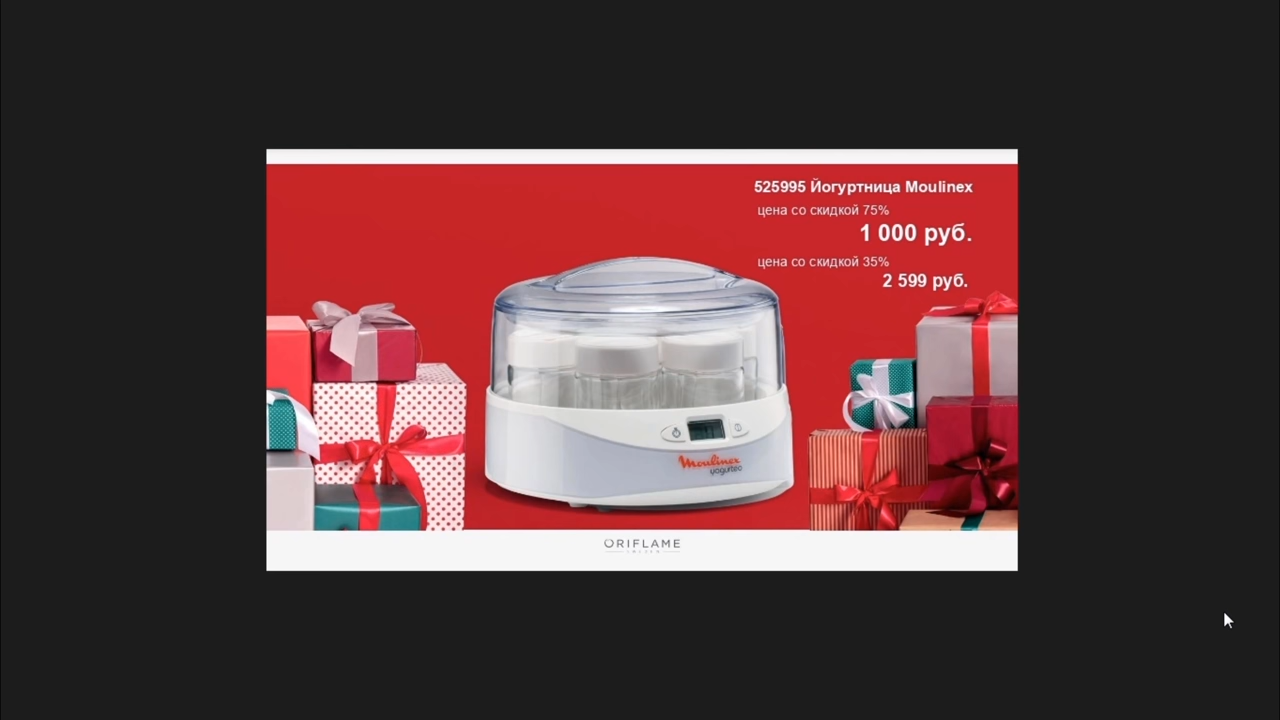 525995 Йогуртница Moulinex
цена со скидкой 75%
1 000 руб.
цена со скидкой 35%
2 599 руб.
Moulinex
yogurteo
ORIFLAME